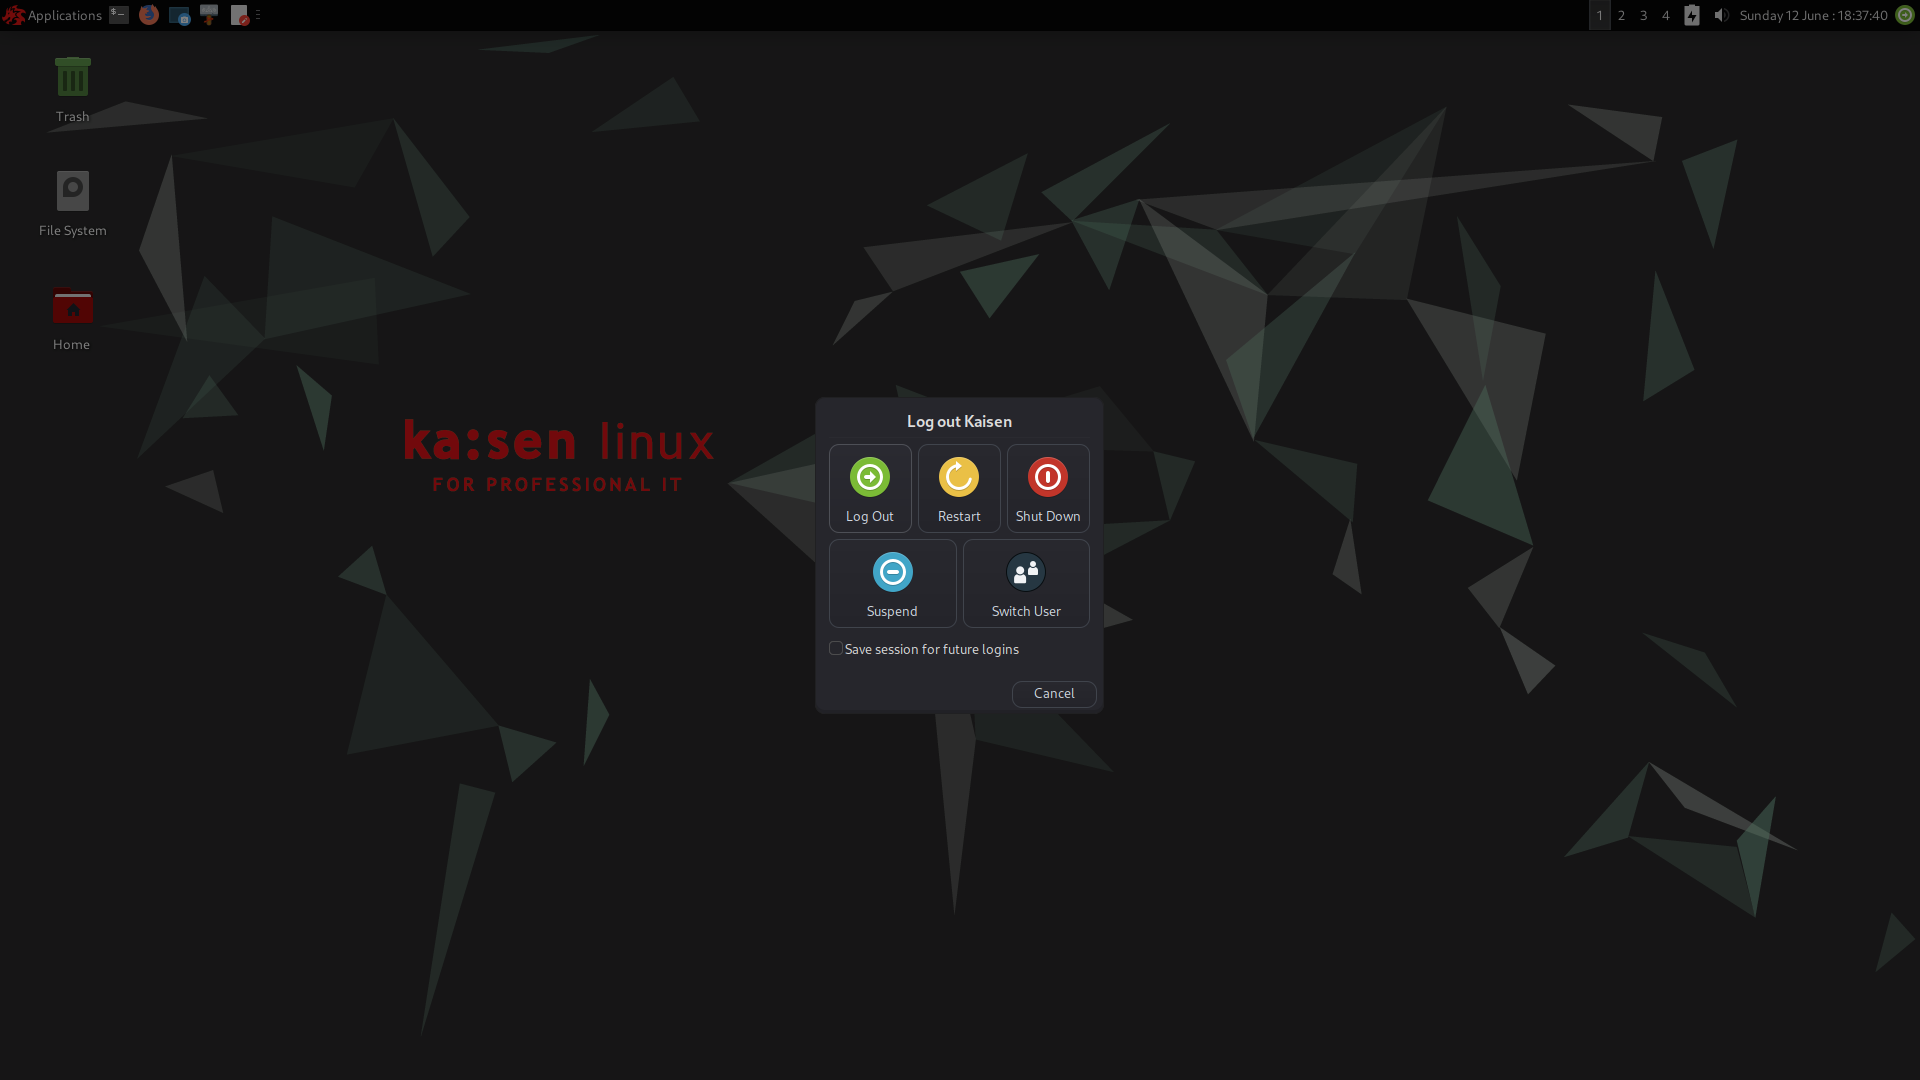 Applications
1 2 3 4 Sunday 12 June : 18:37:40
Trash
File System
Home
ka:sen linux
FOR PROFESSIONAL IT
Log out Kaisen
Log Out Restart Shut Down
Suspend Switch User
Save session for future logins
Cancel